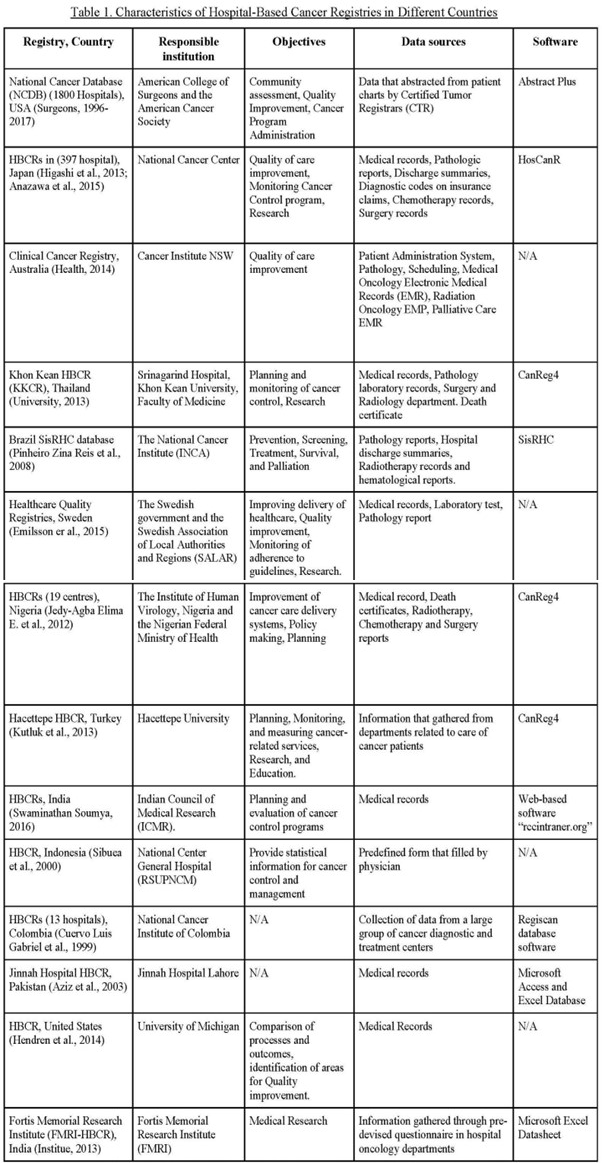 Table 1. Characteristics of Hospital-Based Cancer Registries in Different Countries
Registry, Country
Responsible
institution
Objectives
Data sources
Software
National Cancer Database
(NCDB) (1800 Hospitals),
USA (Surgeons, 1996-
2017)
American College of
Surgeons and the
American Cancer
Society
Community
assessment, Quality
Improvement, Cancer
Program
Administration
Data that abstracted from patient
charts by Certified Tumor
Registrars (CTR)
Abstract Plus
HBCRs in (397 hospital),
Japan (Higashi et al., 2013;
Anazawa et al., 2015)
National Cancer Center
Quality of care
improvement,
Monitoring Cancer
Control program,
Research
Medical records, Pathologic
reports, Discharge summaries,
Diagnostic codes on insurance
claims, Chemotherapy records,
Surgery records
HosCanR
Clinical Cancer Registry,
Australia (Health, 2014)
Cancer Institute NSW
Quality of care
improvement
Patient Administration System,
Pathology, Scheduling, Medical
Oncology Electronic Medical
Records (EMR), Radiation
Oncology EMP, Palliative Care
EMR
N/A
Khon Kean HBCR
(KKCR), Thailand
(University, 2013)
Srinagarind Hospital,
Khon Kean University,
Faculty of Medicine
Planning and
monitoring of cancer
control, Research
Medical records, Pathology
laboratory records, Surgery and
Radiology department. Death
certificate
CanReg4
Brazil SisRHC database
(Pinheiro Zina Reis et al.,
2008)
The National Cancer
Institute (INCA)
Prevention, Screening,
Treatment, Survival,
and Palliation
Pathology reports, Hospital
discharge summaries,
Radiotherapy records and
hematological reports.
SisRHC
Healthcare Quality
Registries, Sweden
(Emilsson er al., 2015)
The Swedish
government and the
Swedish Association
of Local Authorities
and Regions (SALAR)
Improving delivery of
healthcare, Quality
improvement,
Monitoring of
adherence to
guidelines, Research.
Medical records, Laboratory test,
Pathology report
N/A
HBCRs (19 centres),
Nigeria (Jedy-Agba Elima
E. et al., 2012)
The Institute of Human
Virology, Nigeria and
the Nigerian Federal
Ministry of Health
Improvement of
cancer care delivery
systems, Policy
making, Planning
Medical record, Death
certificates, Radiotherapy,
Chemotherapy and Surgery
reports
CanReg4
Hacettepe HBCR, Turkey
(Kutluk et al., 2013)
Hacettepe University
Planning, Monitoring,
and measuring cancer-
related services,
Research, and
Education.
Information that gathered from
departments related to care of
cancer patients
CanReg4
HBCRs, India
(Swaminathan Soumya,
2016)
Indian Council of
Medical Research
(ICMR).
Planning and
evaluation of cancer
control programs
Medical records
Web-based
software
“rccintraner.org”
HBCR, Indonesia (Sibuea
et al., 2000)
National Center
General Hospital
(RSUPNCM)
Provide statistical
information for cancer
control and
management
Predefined form that filled by
physician
N/A
HBCRs (13 hospitals),
Colombia (Cuervo Luis
Gabriel et al., 1999)
National Cancer
Institute of Colombia
N/A
Collection of data from a large
group of cancer diagnostic and
treatment centers
Regiscan
database
software
Jinnah Hospital HBCR,
Pakistan (Aziz et al., 2003)
Jinnah Hospital Lahore
N/A
Medical records
Microsoft
Access and
Excel Database
HBCR, United States
(Hendren et al., 2014)
University of Michigan
Comparison of
processes and
outcomes,
identification of areas
for Quality
improvement.
Medical Records
N/A
Fortis Memorial Research
Institute (FMRI-HBCR),
India (Institue, 2013)
Fortis Memorial
Research Institute
(FMRI)
Medical Research
Information gathered through pre-
devised questionnaire in hospital
oncology departments
Microsoft Excel
Datasheet